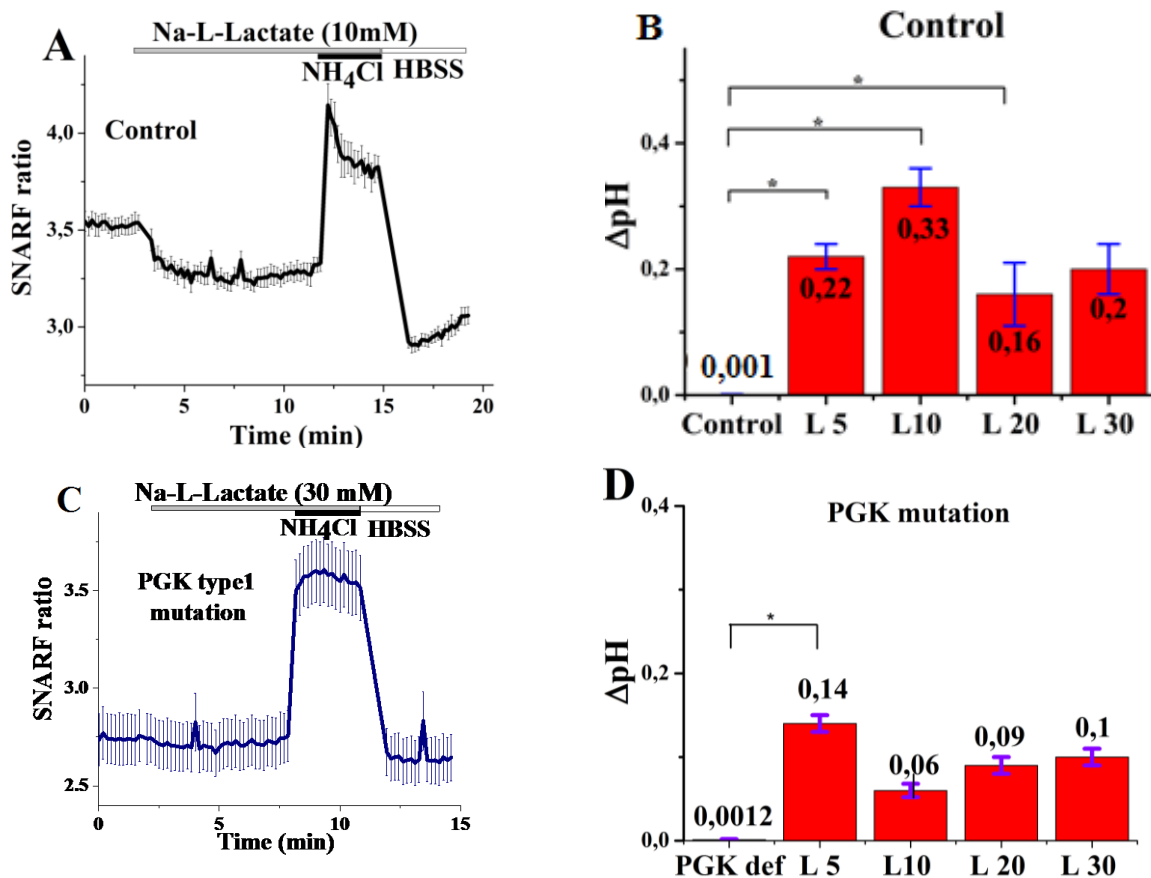 A
Na-L-Lactate (10mM)
NH4Cl HBSS
Control
SNARF ratio
4,0
3,5
3,0
0 5 10 15 20
Time (min)
B
Control
ΔpH
0,4
0,2
0,0
*
*
*
0,001
0,22
0,33
0,16
0,2
Control L 5 L10 L 20 L 30
C
Na-L-Lactate (30 mM)
NH4Cl HBSS
PGK type1
mutation
SNARF ratio
3.5
3.0
2.5
0 5 10 15
Time (min)
D
PGK mutation
ΔpH
0,4
0,2
0,0
*
0,0012
0,14
0,06
0,09
0,1
PGK def L 5 L10 L 20 L 30